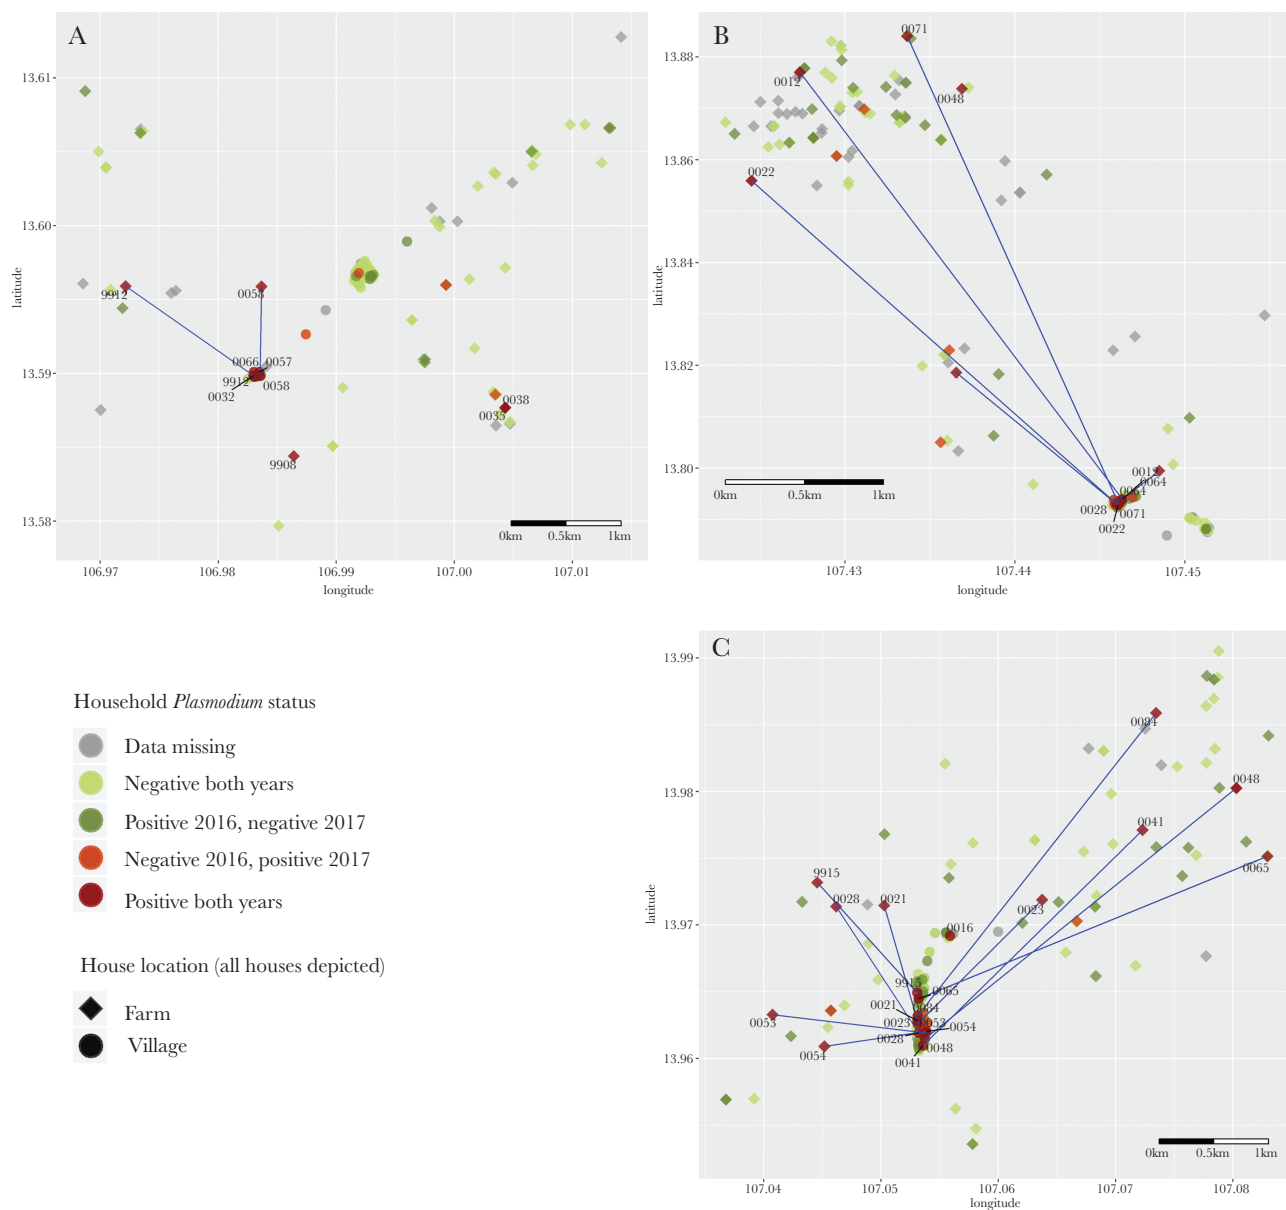 A
13.61
13.60
13.59
13.58
latitude
9912
0058
0066
0057
9912
0058
0032
0038
0035
9908
0km
0.5km
1km
106.97
106.98
106.99
107.00
107.01
longitude
B
13.88
13.86
13.84
13.82
13.80
latitude
0071
0012
0048
0022
0012
0064
0064
0028
0071
0022
0km
0.5km
1km
107.43
107.44
107.45
longitude
C
13.99
13.98
13.97
13.96
latitude
0084
0048
0041
0065
9915
0028
0021
0023
0016
9915
0065
0021
0084
0053
0023
0053
0054
0028
0054
0048
0041
0km
0.5km
1km
107.04
107.05
107.06
107.07
107.08
longitude
Household Plasmodium status
Data missing
Negative both years
Positive 2016, negative 2017
Negative 2016, positive 2017
Positive both years
House location (all houses depicted)
Farm
Village